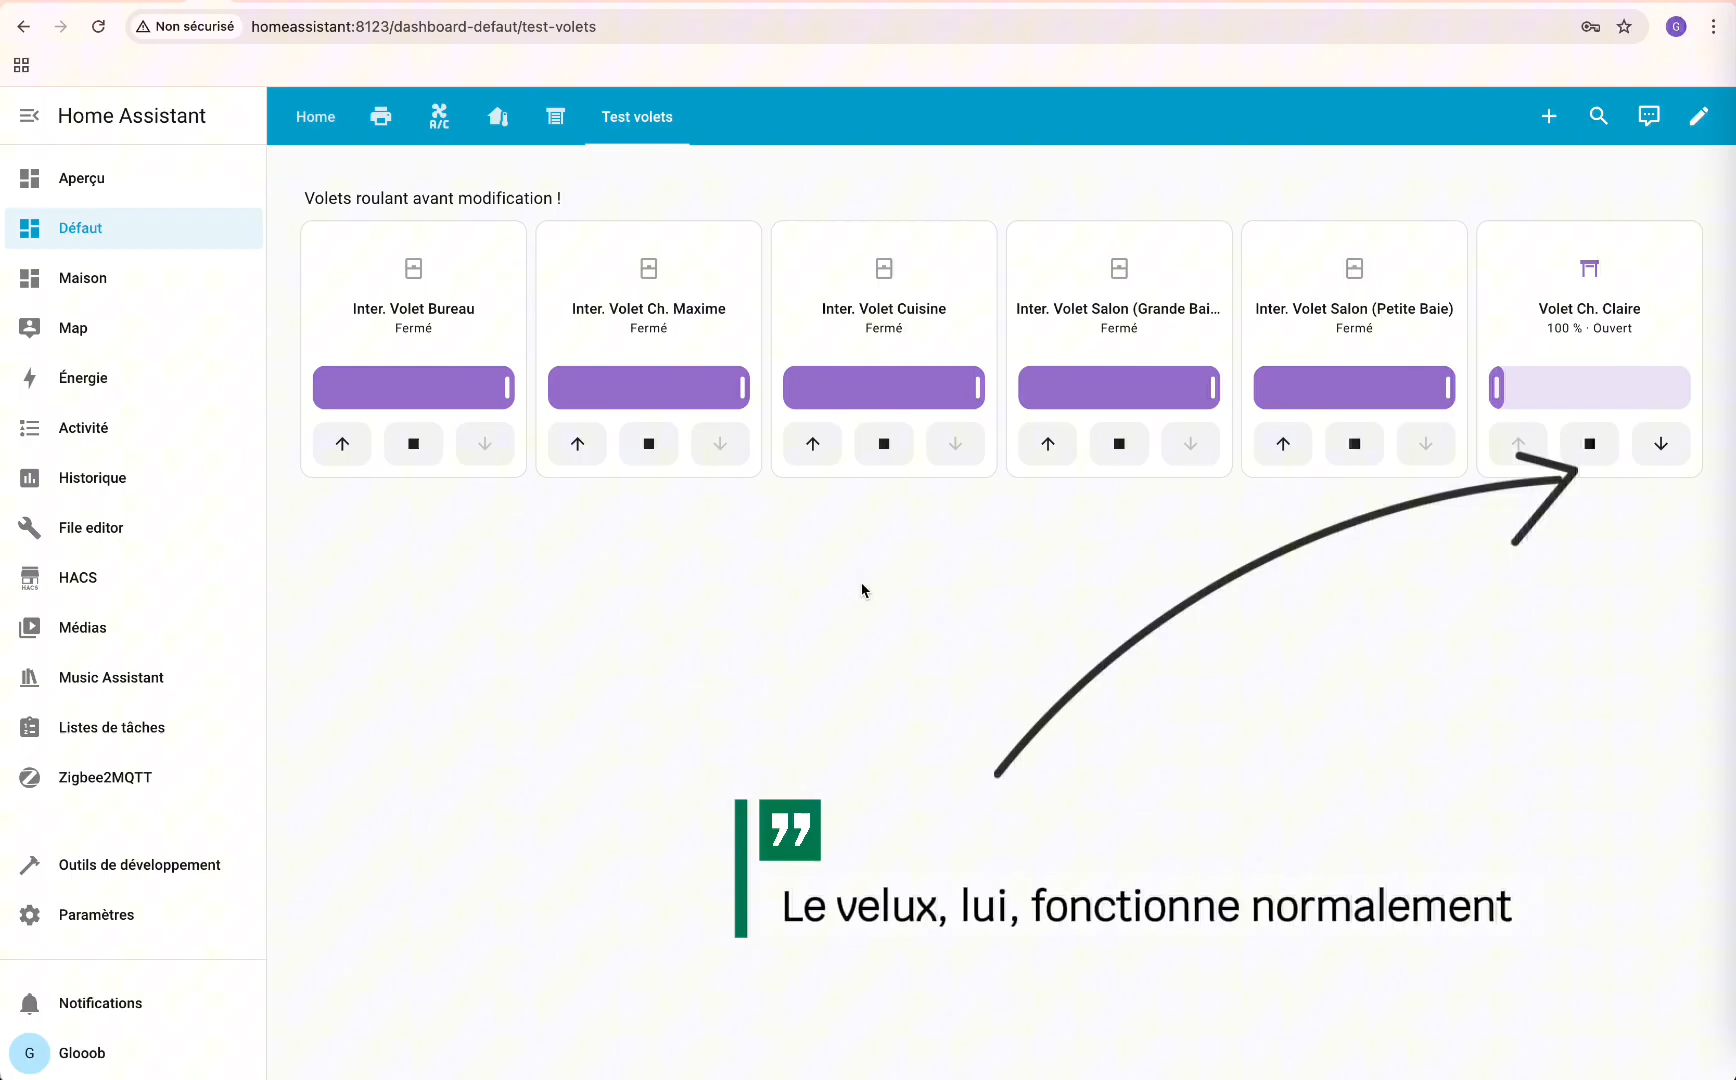 Non sécurisé
homeassistant:8123/dashboard-defaut/test-volets
G
Home Assistant
Home
A/C
Test volets
Aperçu
Défaut
Maison
Map
Énergie
Activité
Historique
File editor
HACS
HACS
Médias
Music Assistant
Listes de tâches
Zigbee2MQTT
Outils de développement
Paramètres
Notifications
G
Glooob
Volets roulant avant modification !
Inter. Volet Bureau
Fermé
Inter. Volet Ch. Maxime
Fermé
Inter. Volet Cuisine
Fermé
Inter. Volet Salon (Grande Bai...
Fermé
Inter. Volet Salon (Petite Baie)
Fermé
Volet Ch. Claire
100 % · Ouvert
Le velux, lui, fonctionne normalement